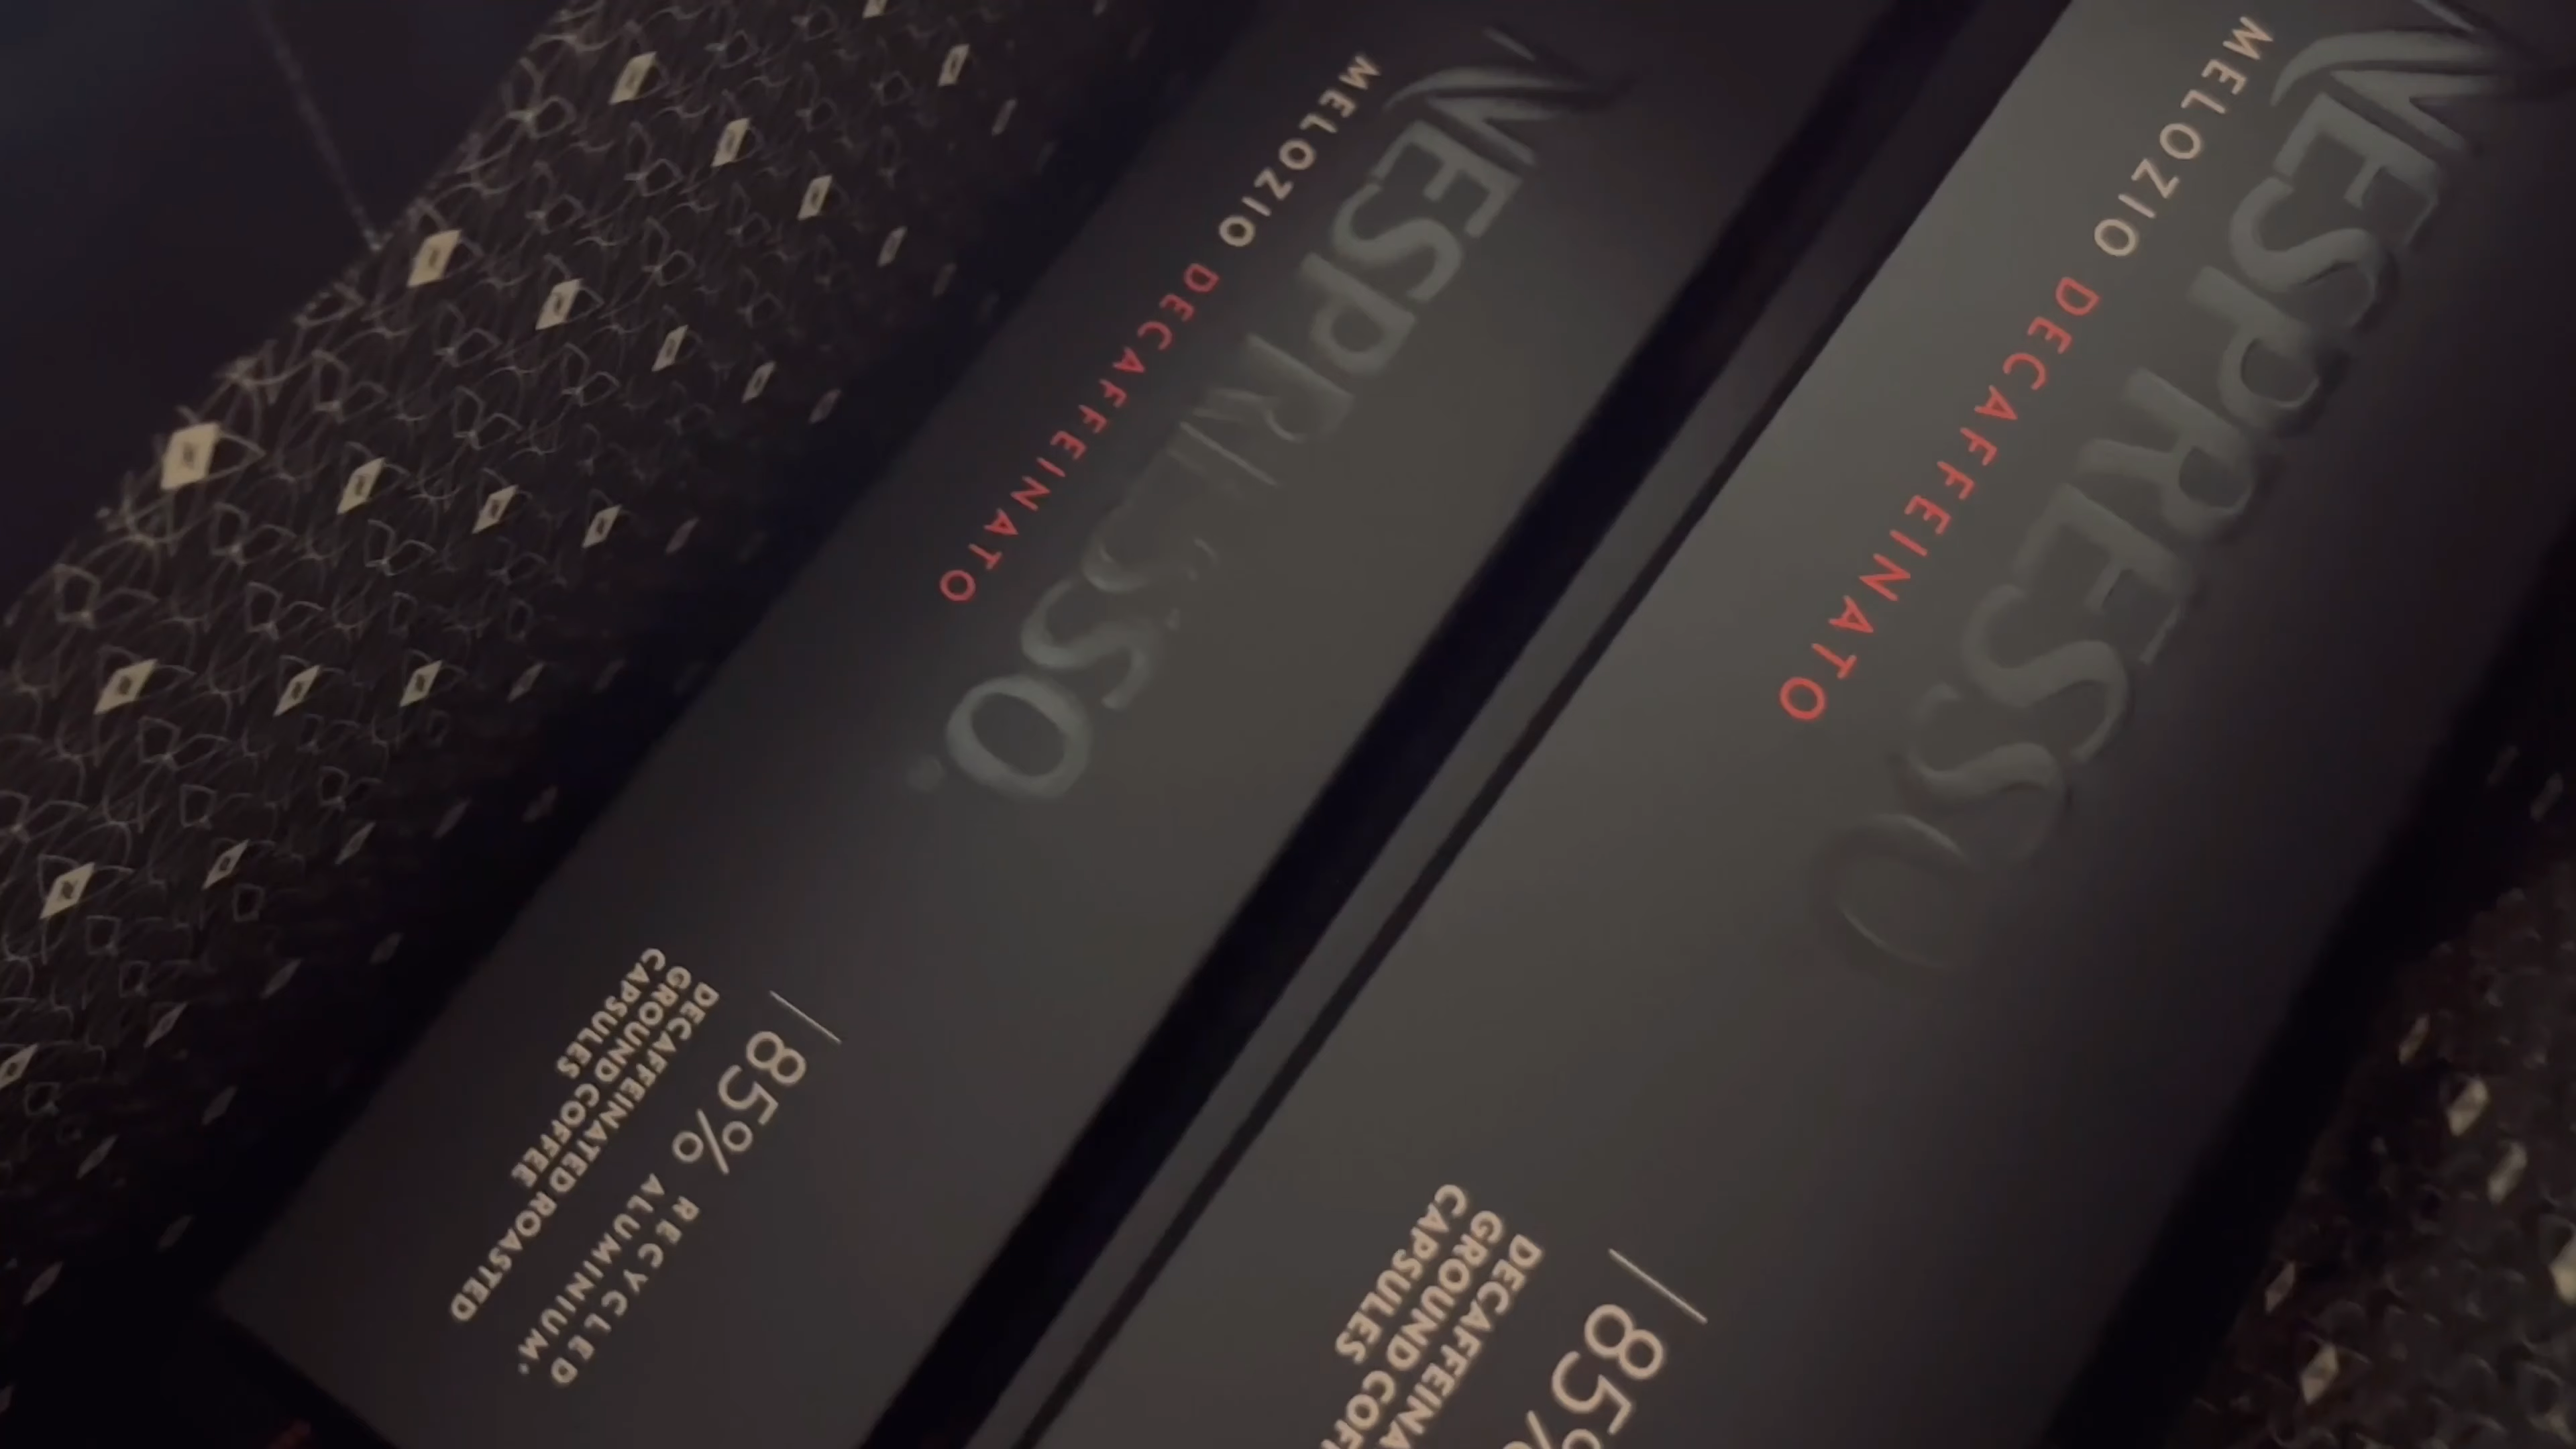 NESPRESSO
MELOZIO DECAFFEINATO
85% RECYCLED
ALUMINIUM*
DECAFFEINATED ROASTED
GROUND COFFEE
CAPSULES
NESPRESSO
MELOZIO DECAFFEINATO
85%
DECAFFEINA
GROUND COF
CAPSULES